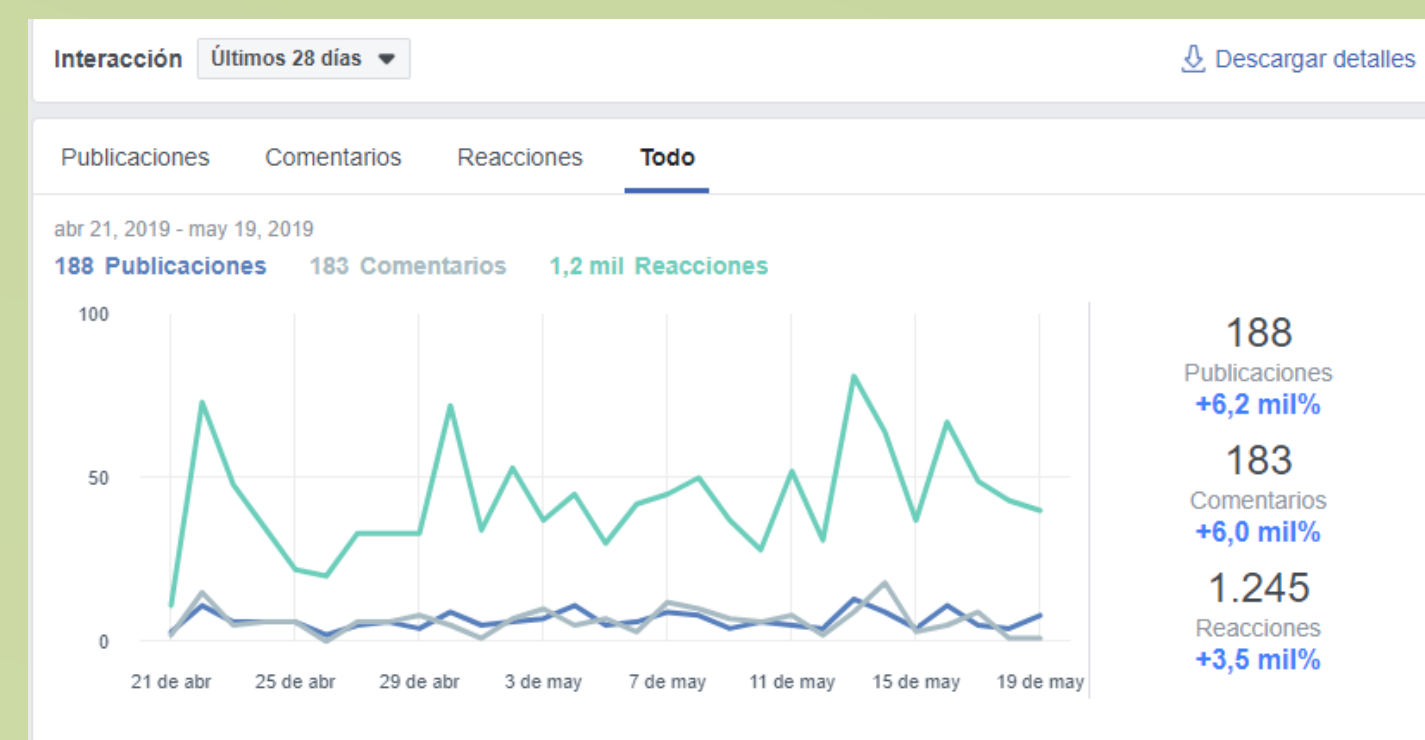 Interacción Últimos 28 días Descargar detalles
Publicaciones Comentarios Reacciones Todo
abr 21, 2019 - may 19, 2019
188 Publicaciones 183 Comentarios 1,2 mil Reacciones
100
50
0
21 de abr 25 de abr 29 de abr 3 de may 7 de may 11 de may 15 de may 19 de may
188
Publicaciones
+6,2 mil%
183
Comentarios
+6,0 mil%
1.245
Reacciones
+3,5 mil%